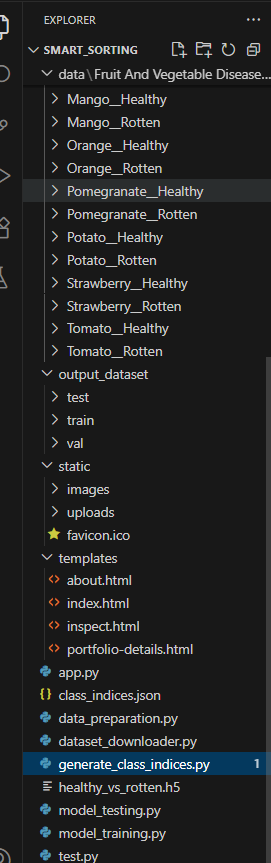 EXPLORER
SMART_SORTING
data\Fruit And Vegetable Disease...
Mango__Healthy
Mango__Rotten
Orange__Healthy
Orange__Rotten
Pomegranate__Healthy
Pomegranate__Rotten
Potato__Healthy
Potato__Rotten
Strawberry__Healthy
Strawberry__Rotten
Tomato__Healthy
Tomato__Rotten
output_dataset
test
train
val
static
images
uploads
favicon.ico
templates
about.html
index.html
inspect.html
portfolio-details.html
app.py
class_indices.json
data_preparation.py
dataset_downloader.py
generate_class_indices.py 1
healthy_vs_rotten.h5
model_testing.py
model_training.py
test.py